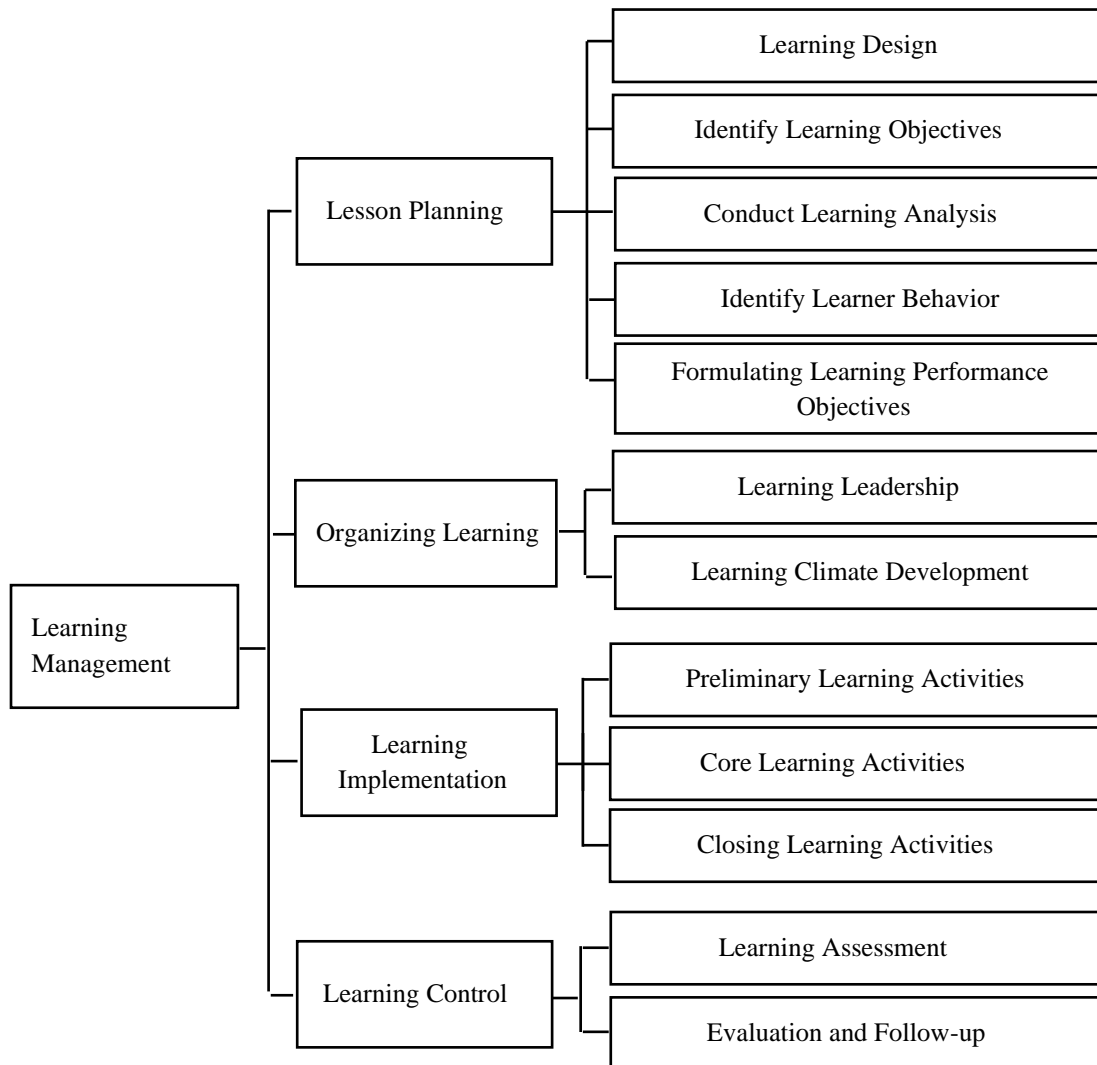 Learning Design
Identify Learning Objectives
Lesson Planning
Conduct Learning Analysis
Identify Learner Behavior
Formulating Learning Performance
Objectives
Learning Leadership
Organizing Learning
Learning Climate Development
Learning
Management
Preliminary Learning Activities
Learning
Implementation
Core Learning Activities
Closing Learning Activities
Learning Assessment
Learning Control
Evaluation and Follow-up